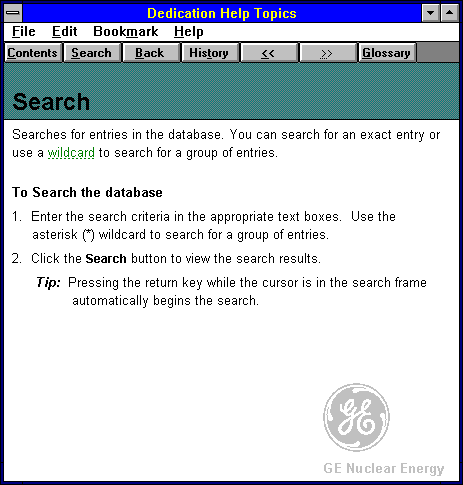 Dedication Help Topics
File Edit Bookmark Help
Contents Search Back History << >> Glossary
Search
Searches for entries in the database. You can search for an exact entry or
use a wildcard to search for a group of entries.
To Search the database
1. Enter the search criteria in the appropriate text boxes. Use the
asterisk (*) wildcard to search for a group of entries.
2. Click the Search button to view the search results.
Tip: Pressing the return key while the cursor is in the search frame
automatically begins the search.
GE
GE Nuclear Energy